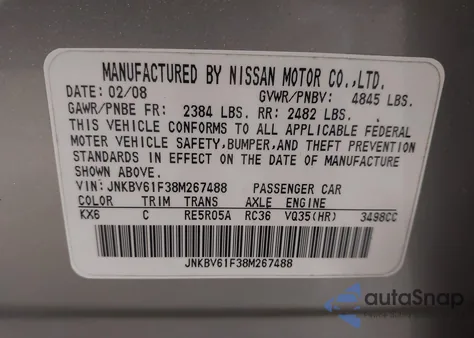 MANUFACTURED BY NISSAN MOTOR CO.,LTD.
DATE: 02/08 GVWR/PNBV: 4845 LBS.
GAWR/PNBE FR: 2384 LBS. RR: 2482 LBS.
THIS VEHICLE CONFORMS TO ALL APPLICABLE FEDERAL
MOTOR VEHICLE SAFETY,BUMPER,AND THEFT PREVENTION
STANDARDS IN EFFECT ON THE DATE OF MANUFACTURE
SHOWN ABOVE.
VIN: JNKBV61F38M267488 PASSENGER CAR
COLOR TRIM TRANS AXLE ENGINE
KX6 C RE5R05A RC36 VQ35(HR) 3498CC
JNKBV61F38M267488
autaSnap